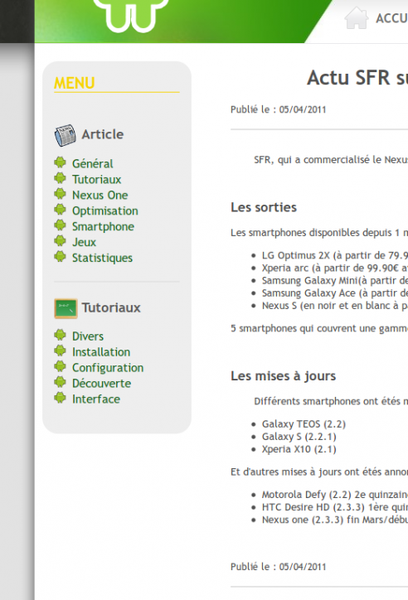 ACCU
MENU
Article
Général
Tutoriaux
Nexus One
Optimisation
Smartphone
Jeux
Statistiques
Tutoriaux
Divers
Installation
Configuration
Découverte
Interface
Actu SFR su
Publié le : 05/04/2011
SFR, qui a commercialisé le Nexus
Les sorties
Les smartphones disponibles depuis 1 m
LG Optimus 2X (à partir de 79.9
Xperia arc (à partir de 99.90€ a
Samsung Galaxy Mini(à partir de
Samsung Galaxy Ace (à partir de
Nexus S (en noir et en blanc à pa
5 smartphones qui couvrent une gamme
Les mises à jours
Différents smartphones ont étés m
Galaxy TEOS (2.2)
Galaxy S (2.2.1)
Xperia X10 (2.1)
Et d'autres mises à jours ont étés anno
Motorola Defy (2.2) 2e quinzain
HTC Desire HD (2.3.3) 1ère quin
Nexus one (2.3.3) fin Mars/débu
Publié le : 05/04/2011